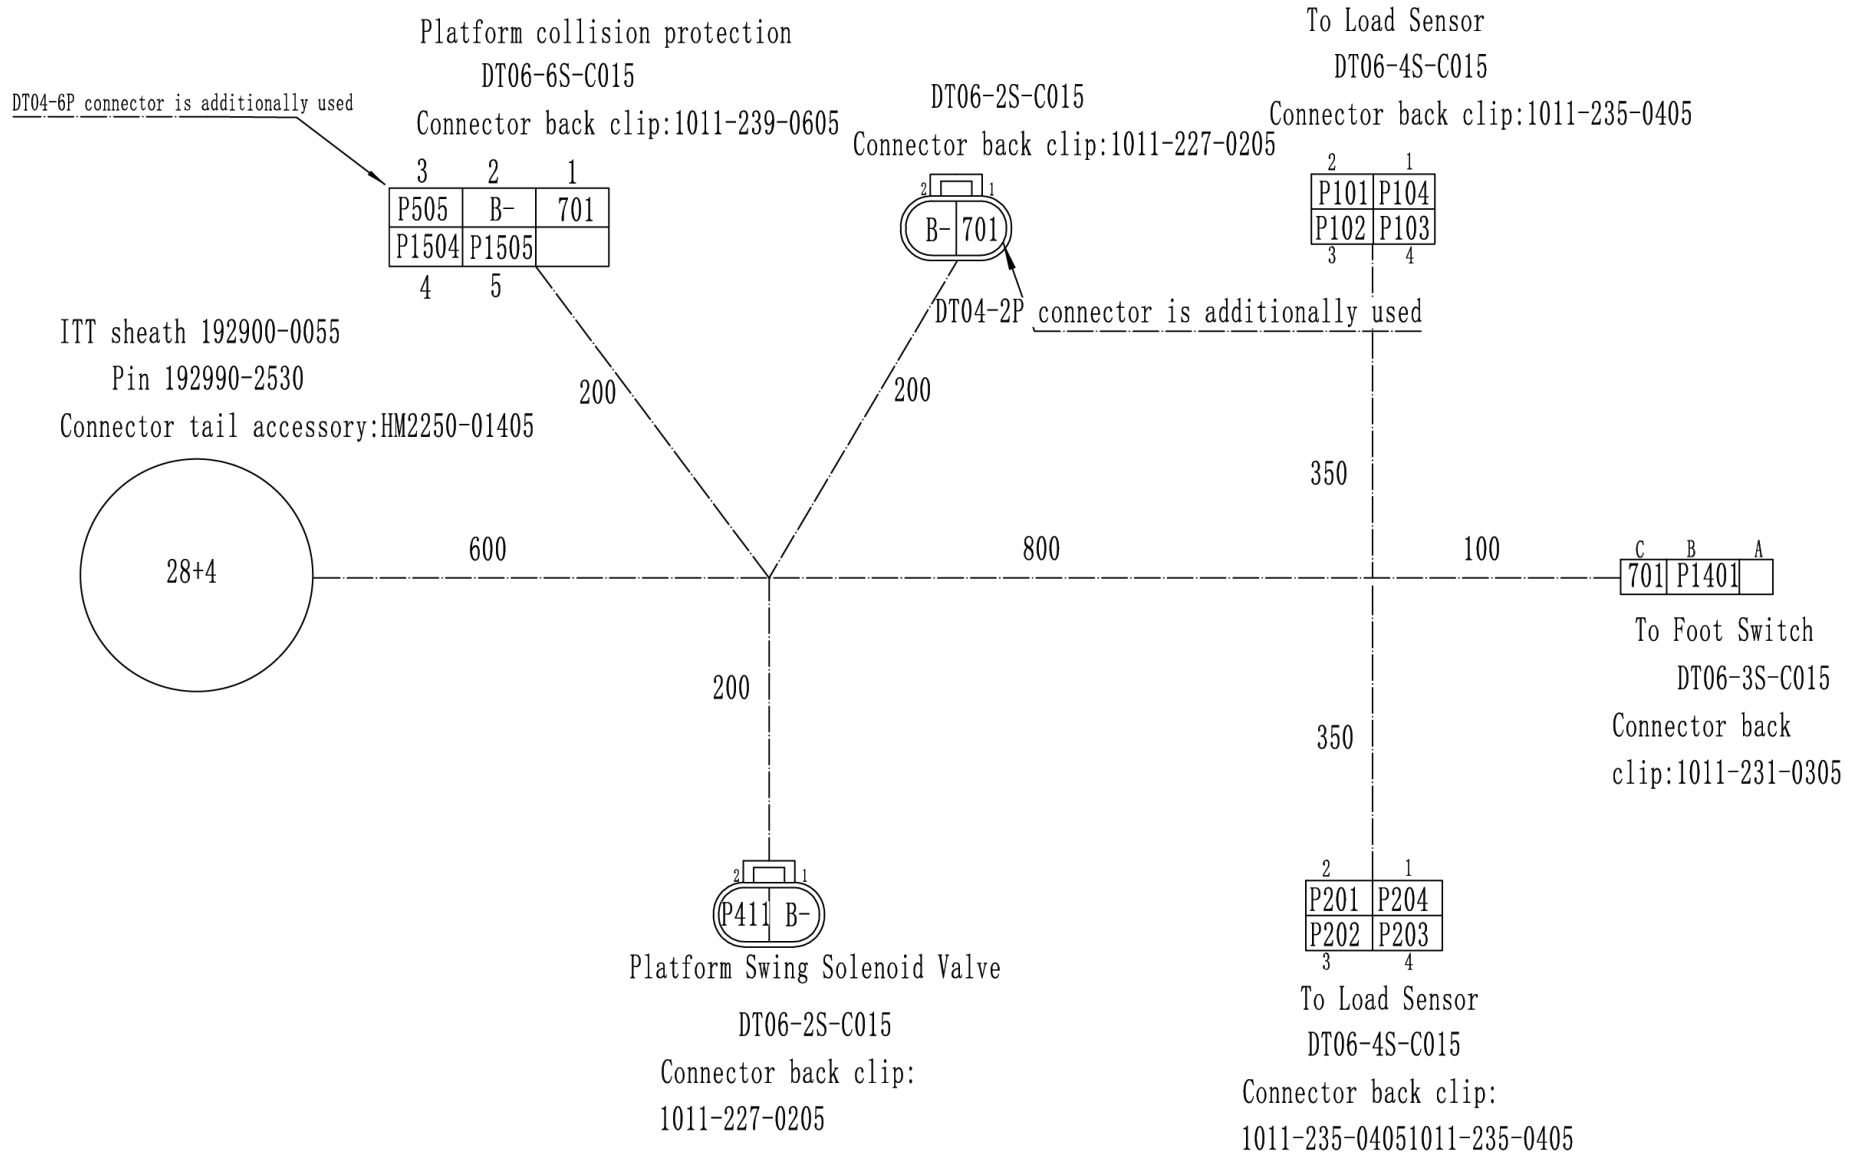 Platform collision protection
DT06-6S-C015
Connector back clip:1011-239-0605
DT04-6P connector is additionally used
3 2 1
P505 B- 701
P1504 P1505
4 5
DT06-2S-C015
Connector back clip:1011-227-0205
2 1
B- 701
DT04-2P connector is additionally used
To Load Sensor
DT06-4S-C015
Connector back clip:1011-235-0405
2 1
P101 P104
P102 P103
3 4
ITT sheath 192900-0055
Pin 192990-2530
Connector tail accessory:HM2250-01405
28+4
200
200
350
600
800
100
C B A
701 P1401
To Foot Switch
DT06-3S-C015
Connector back
clip:1011-231-0305
200
350
2 1
P411 B-
Platform Swing Solenoid Valve
DT06-2S-C015
Connector back clip:
1011-227-0205
2 1
P201 P204
P202 P203
3 4
To Load Sensor
DT06-4S-C015
Connector back clip:
1011-235-04051011-235-0405